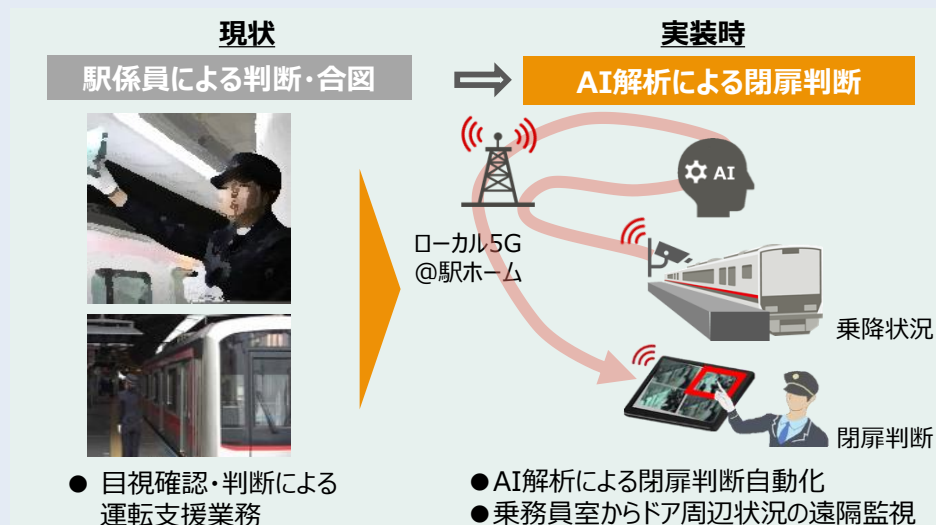 現状
駅係員による判断・合図
目視確認・判断による
運転支援業務
実装時
AI解析による閉扉判断
AI
ローカル5G
@駅ホーム
乗降状況
閉扉判断
AI解析による閉扉判断自動化
乗務員室からドア周辺状況の遠隔監視